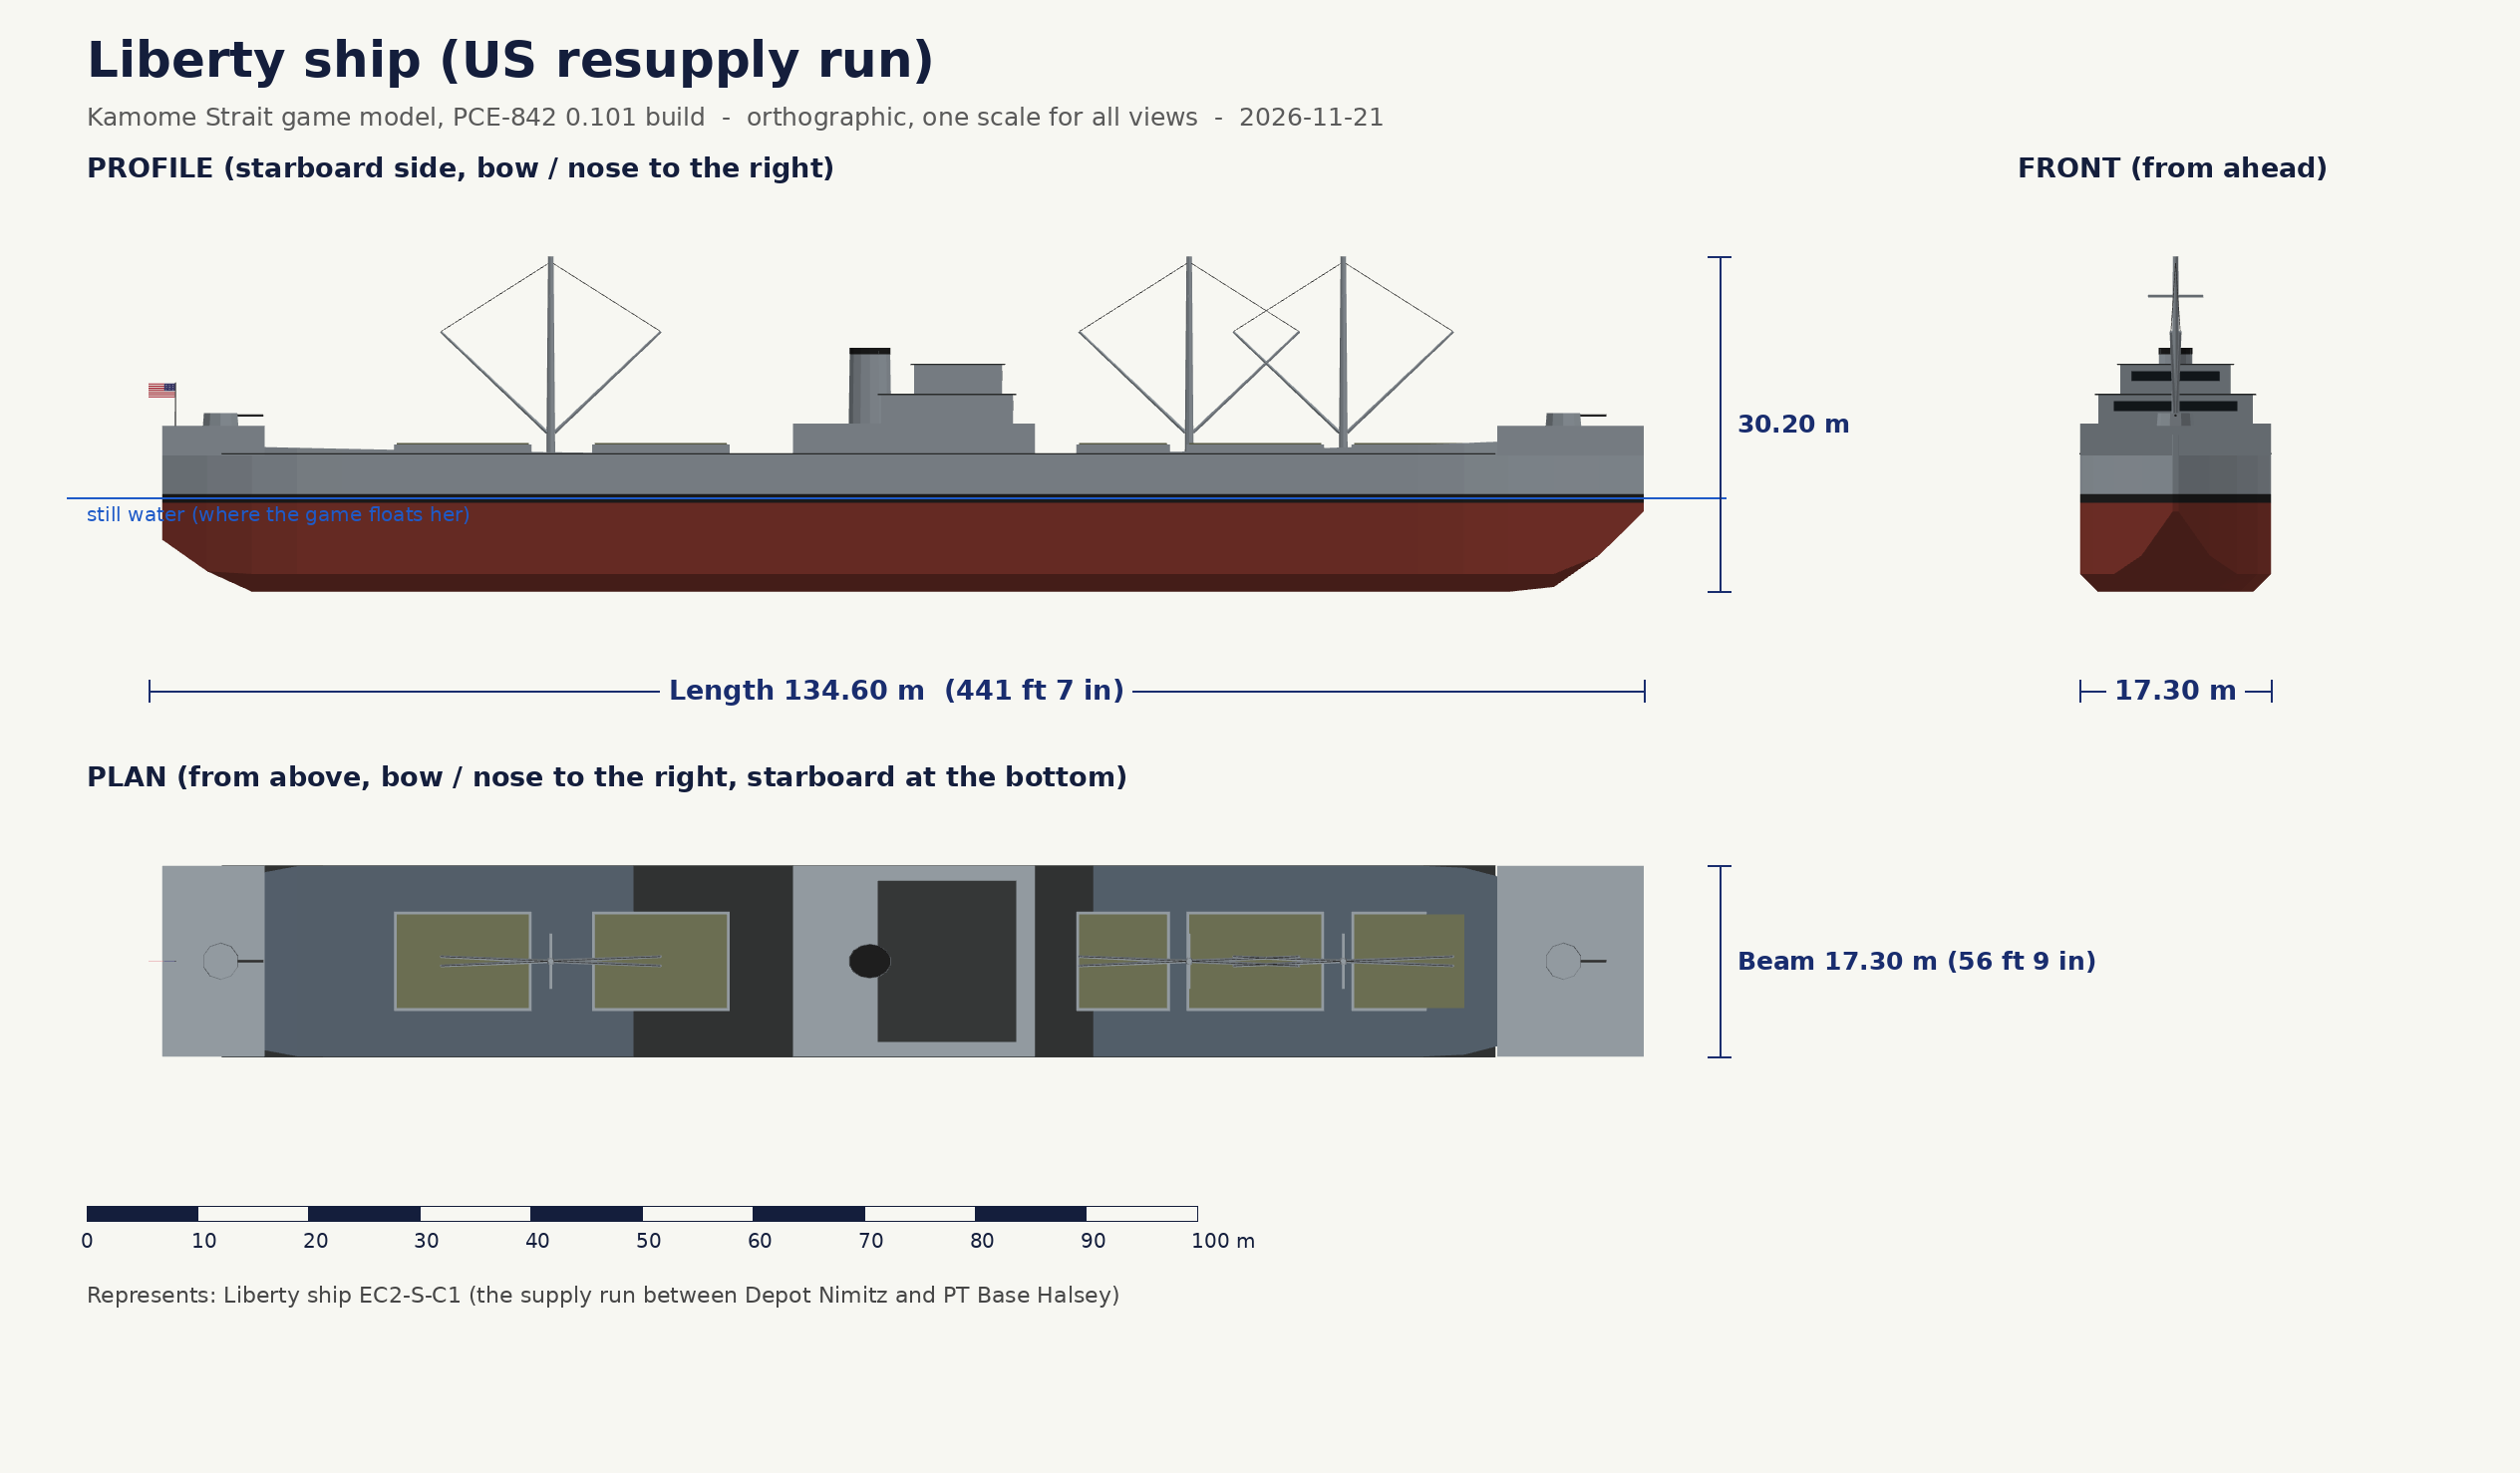 Liberty ship (US resupply run)
Kamome Strait game model, PCE-842 0.101 build  -  orthographic, one scale for all views  -  2026-11-21
PROFILE (starboard side, bow / nose to the right)
FRONT (from ahead)
30.20 m
still water (where the game floats her)
Length 134.60 m  (441 ft 7 in)
17.30 m
PLAN (from above, bow / nose to the right, starboard at the bottom)
Beam 17.30 m (56 ft 9 in)
0 10 20 30 40 50 60 70 80 90 100 m
Represents: Liberty ship EC2-S-C1 (the supply run between Depot Nimitz and PT Base Halsey)